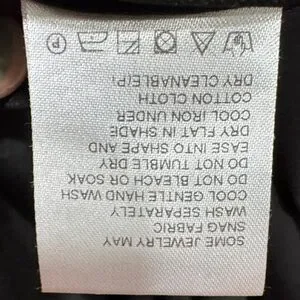 SOME JEWELRY MAY
SNAG FABRIC
WASH SEPARATELY
COOL GENTLE HAND WASH
DO NOT BLEACH OR SOAK
DO NOT TUMBLE DRY
EASE INTO SHAPE AND
DRY FLAT IN SHADE
COOL IRON UNDER
COTTON CLOTH
DRY CLEANABLE(P)
P